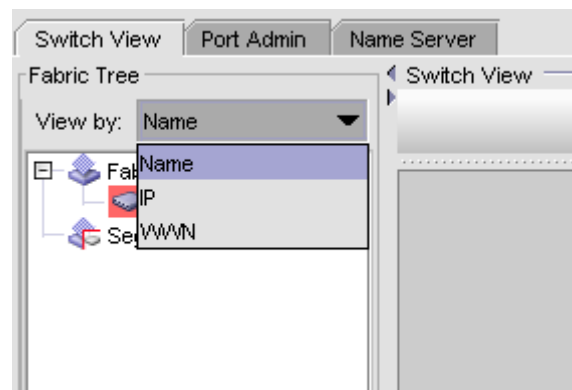 Switch View Port Admin Name Server
Fabric Tree Switch View
View by: Name
Name
IP
WWN